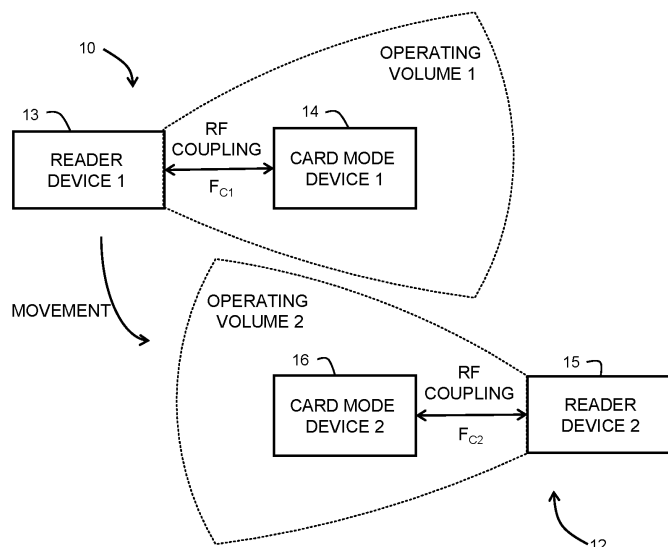 10
OPERATING
VOLUME 1
13
READER
DEVICE 1
RF
COUPLING
FC1
14
CARD MODE
DEVICE 1
MOVEMENT
OPERATING
VOLUME 2
16
CARD MODE
DEVICE 2
RF
COUPLING
FC2
15
READER
DEVICE 2
12